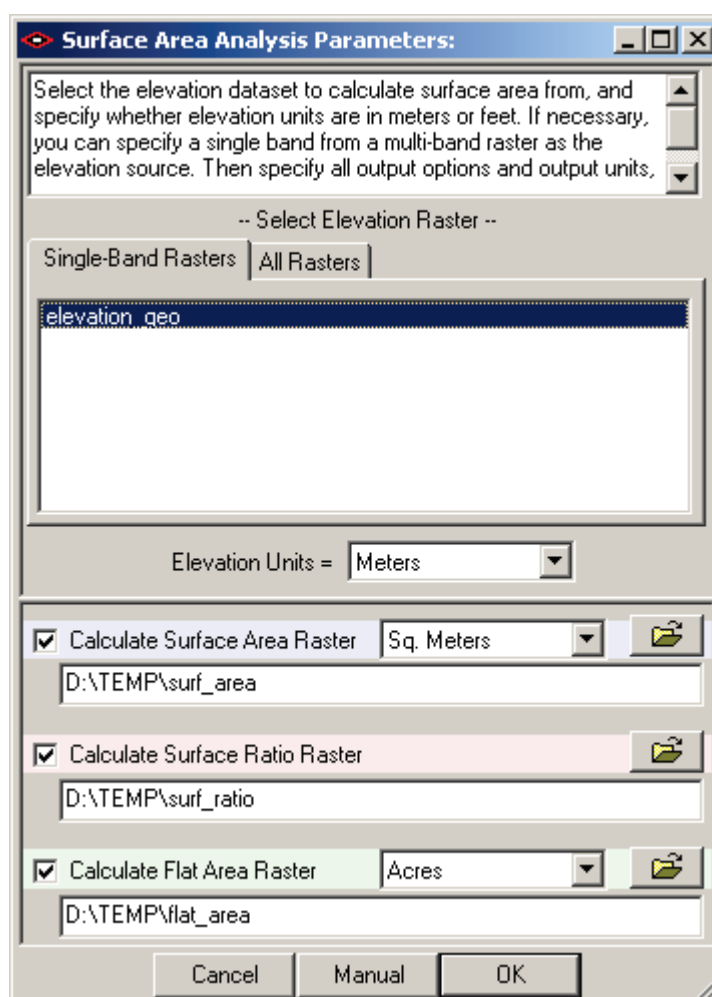 Surface Area Analysis Parameters:
Select the elevation dataset to calculate surface area from, and
specify whether elevation units are in meters or feet. If necessary,
you can specify a single band from a multi-band raster as the
elevation source. Then specify all output options and output units,
-- Select Elevation Raster --
Single-Band Rasters All Rasters
elevation_geo
Elevation Units = Meters
Calculate Surface Area Raster Sq. Meters
D:\TEMP\surf_area
Calculate Surface Ratio Raster
D:\TEMP\surf_ratio
Calculate Flat Area Raster Acres
D:\TEMP\flat_area
Cancel Manual OK